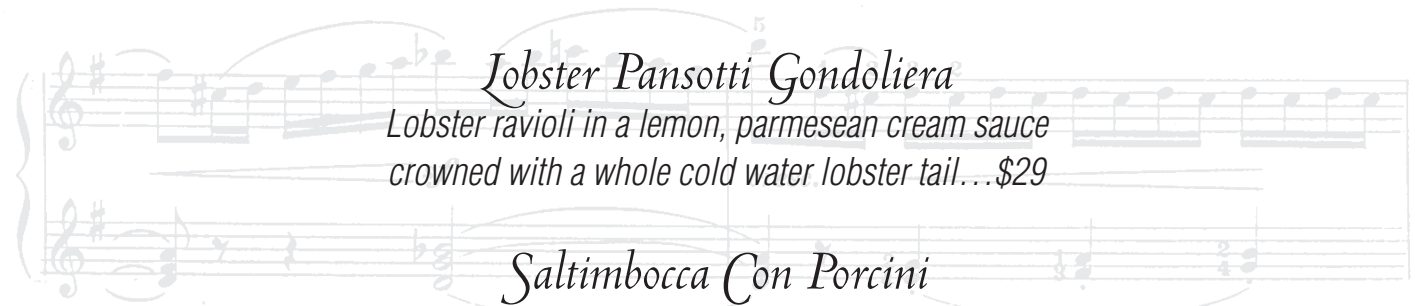 Lobster Pansotti Gondoliera
Lobster ravioli in a lemon, parmesean cream sauce
crowned with a whole cold water lobster tail…$29
Saltimbocca Con Porcini